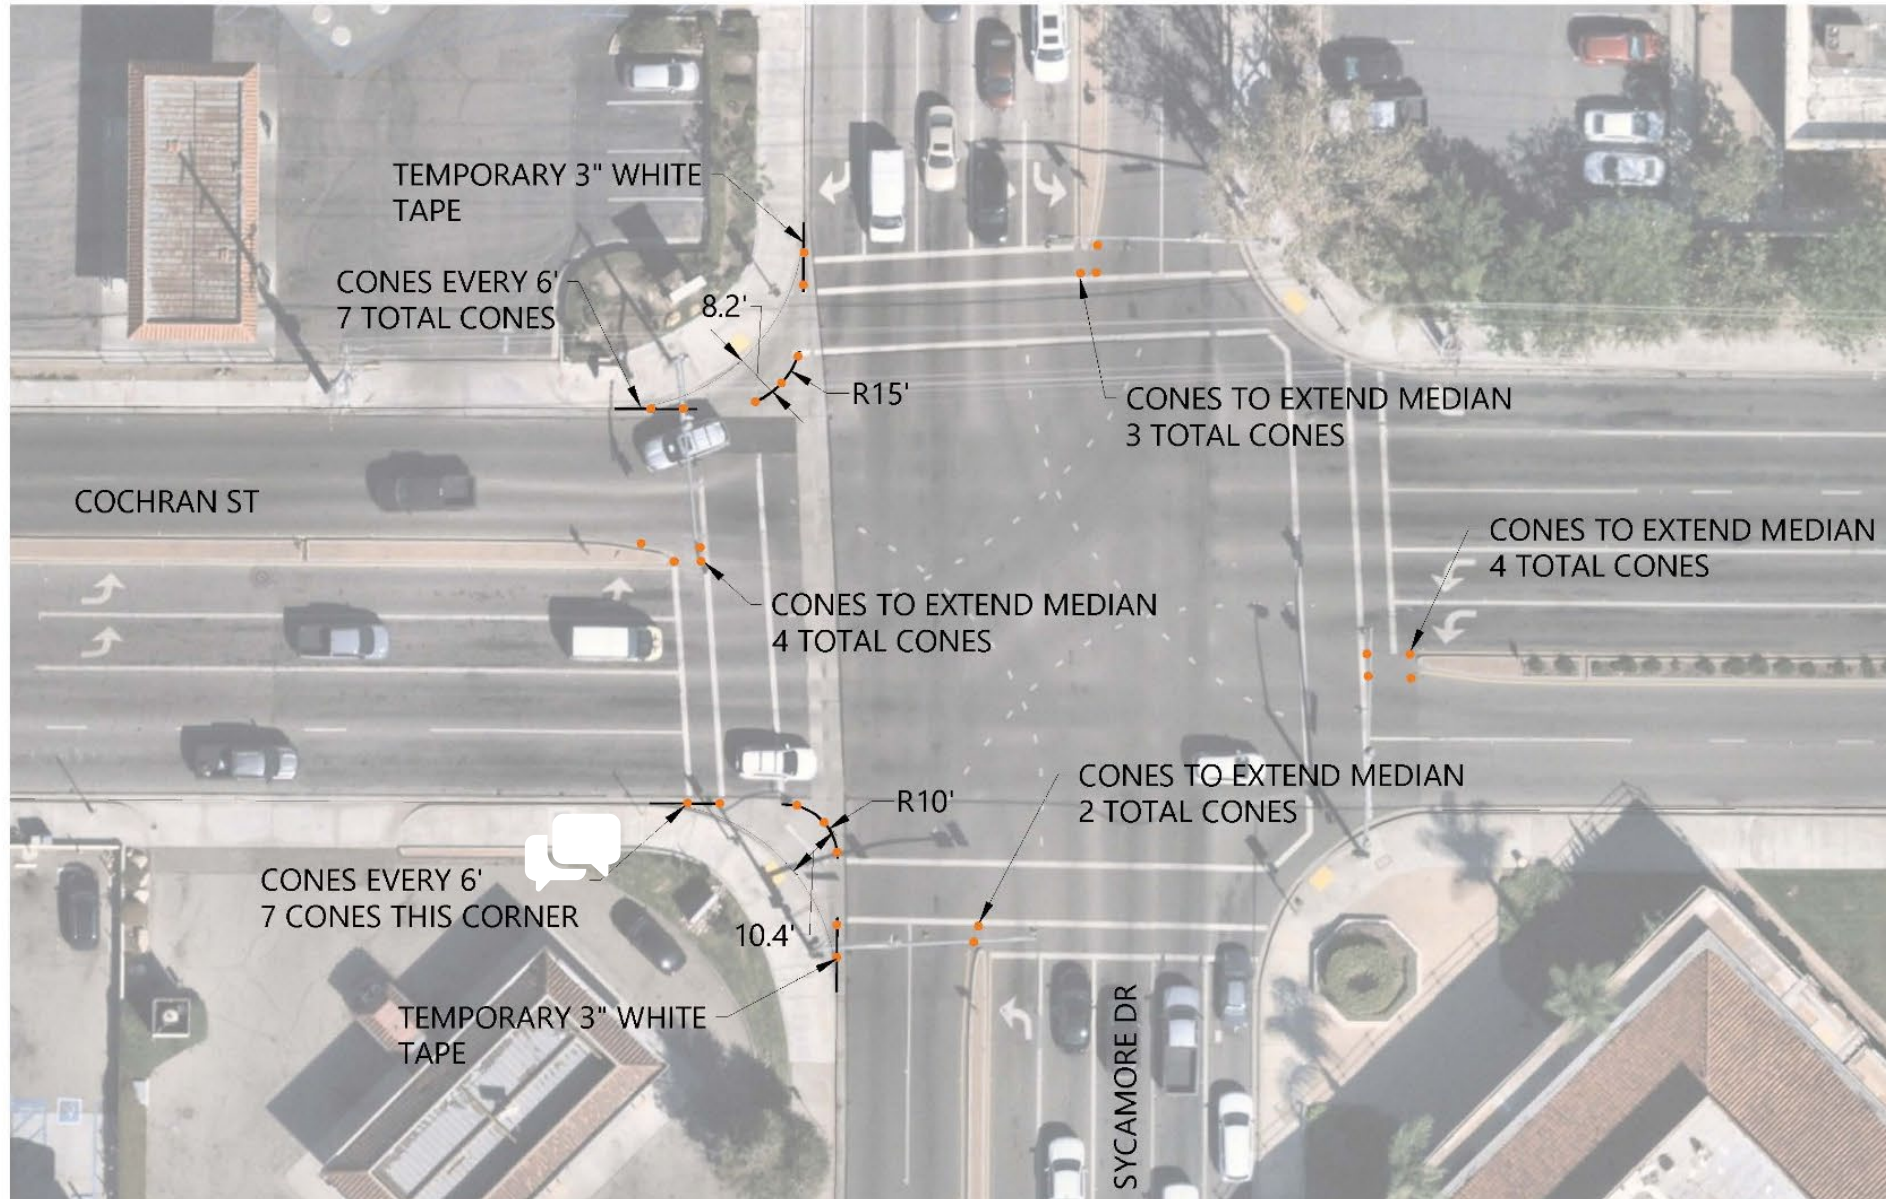 TEMPORARY 3" WHITE
TAPE
CONES EVERY 6'
7 TOTAL CONES
8.2'
R15'
CONES TO EXTEND MEDIAN
3 TOTAL CONES
COCHRAN ST
CONES TO EXTEND MEDIAN
4 TOTAL CONES
CONES TO EXTEND MEDIAN
4 TOTAL CONES
R10'
CONES TO EXTEND MEDIAN
2 TOTAL CONES
CONES EVERY 6'
7 CONES THIS CORNER
10.4'
TEMPORARY 3" WHITE
TAPE
SYCAMORE DR